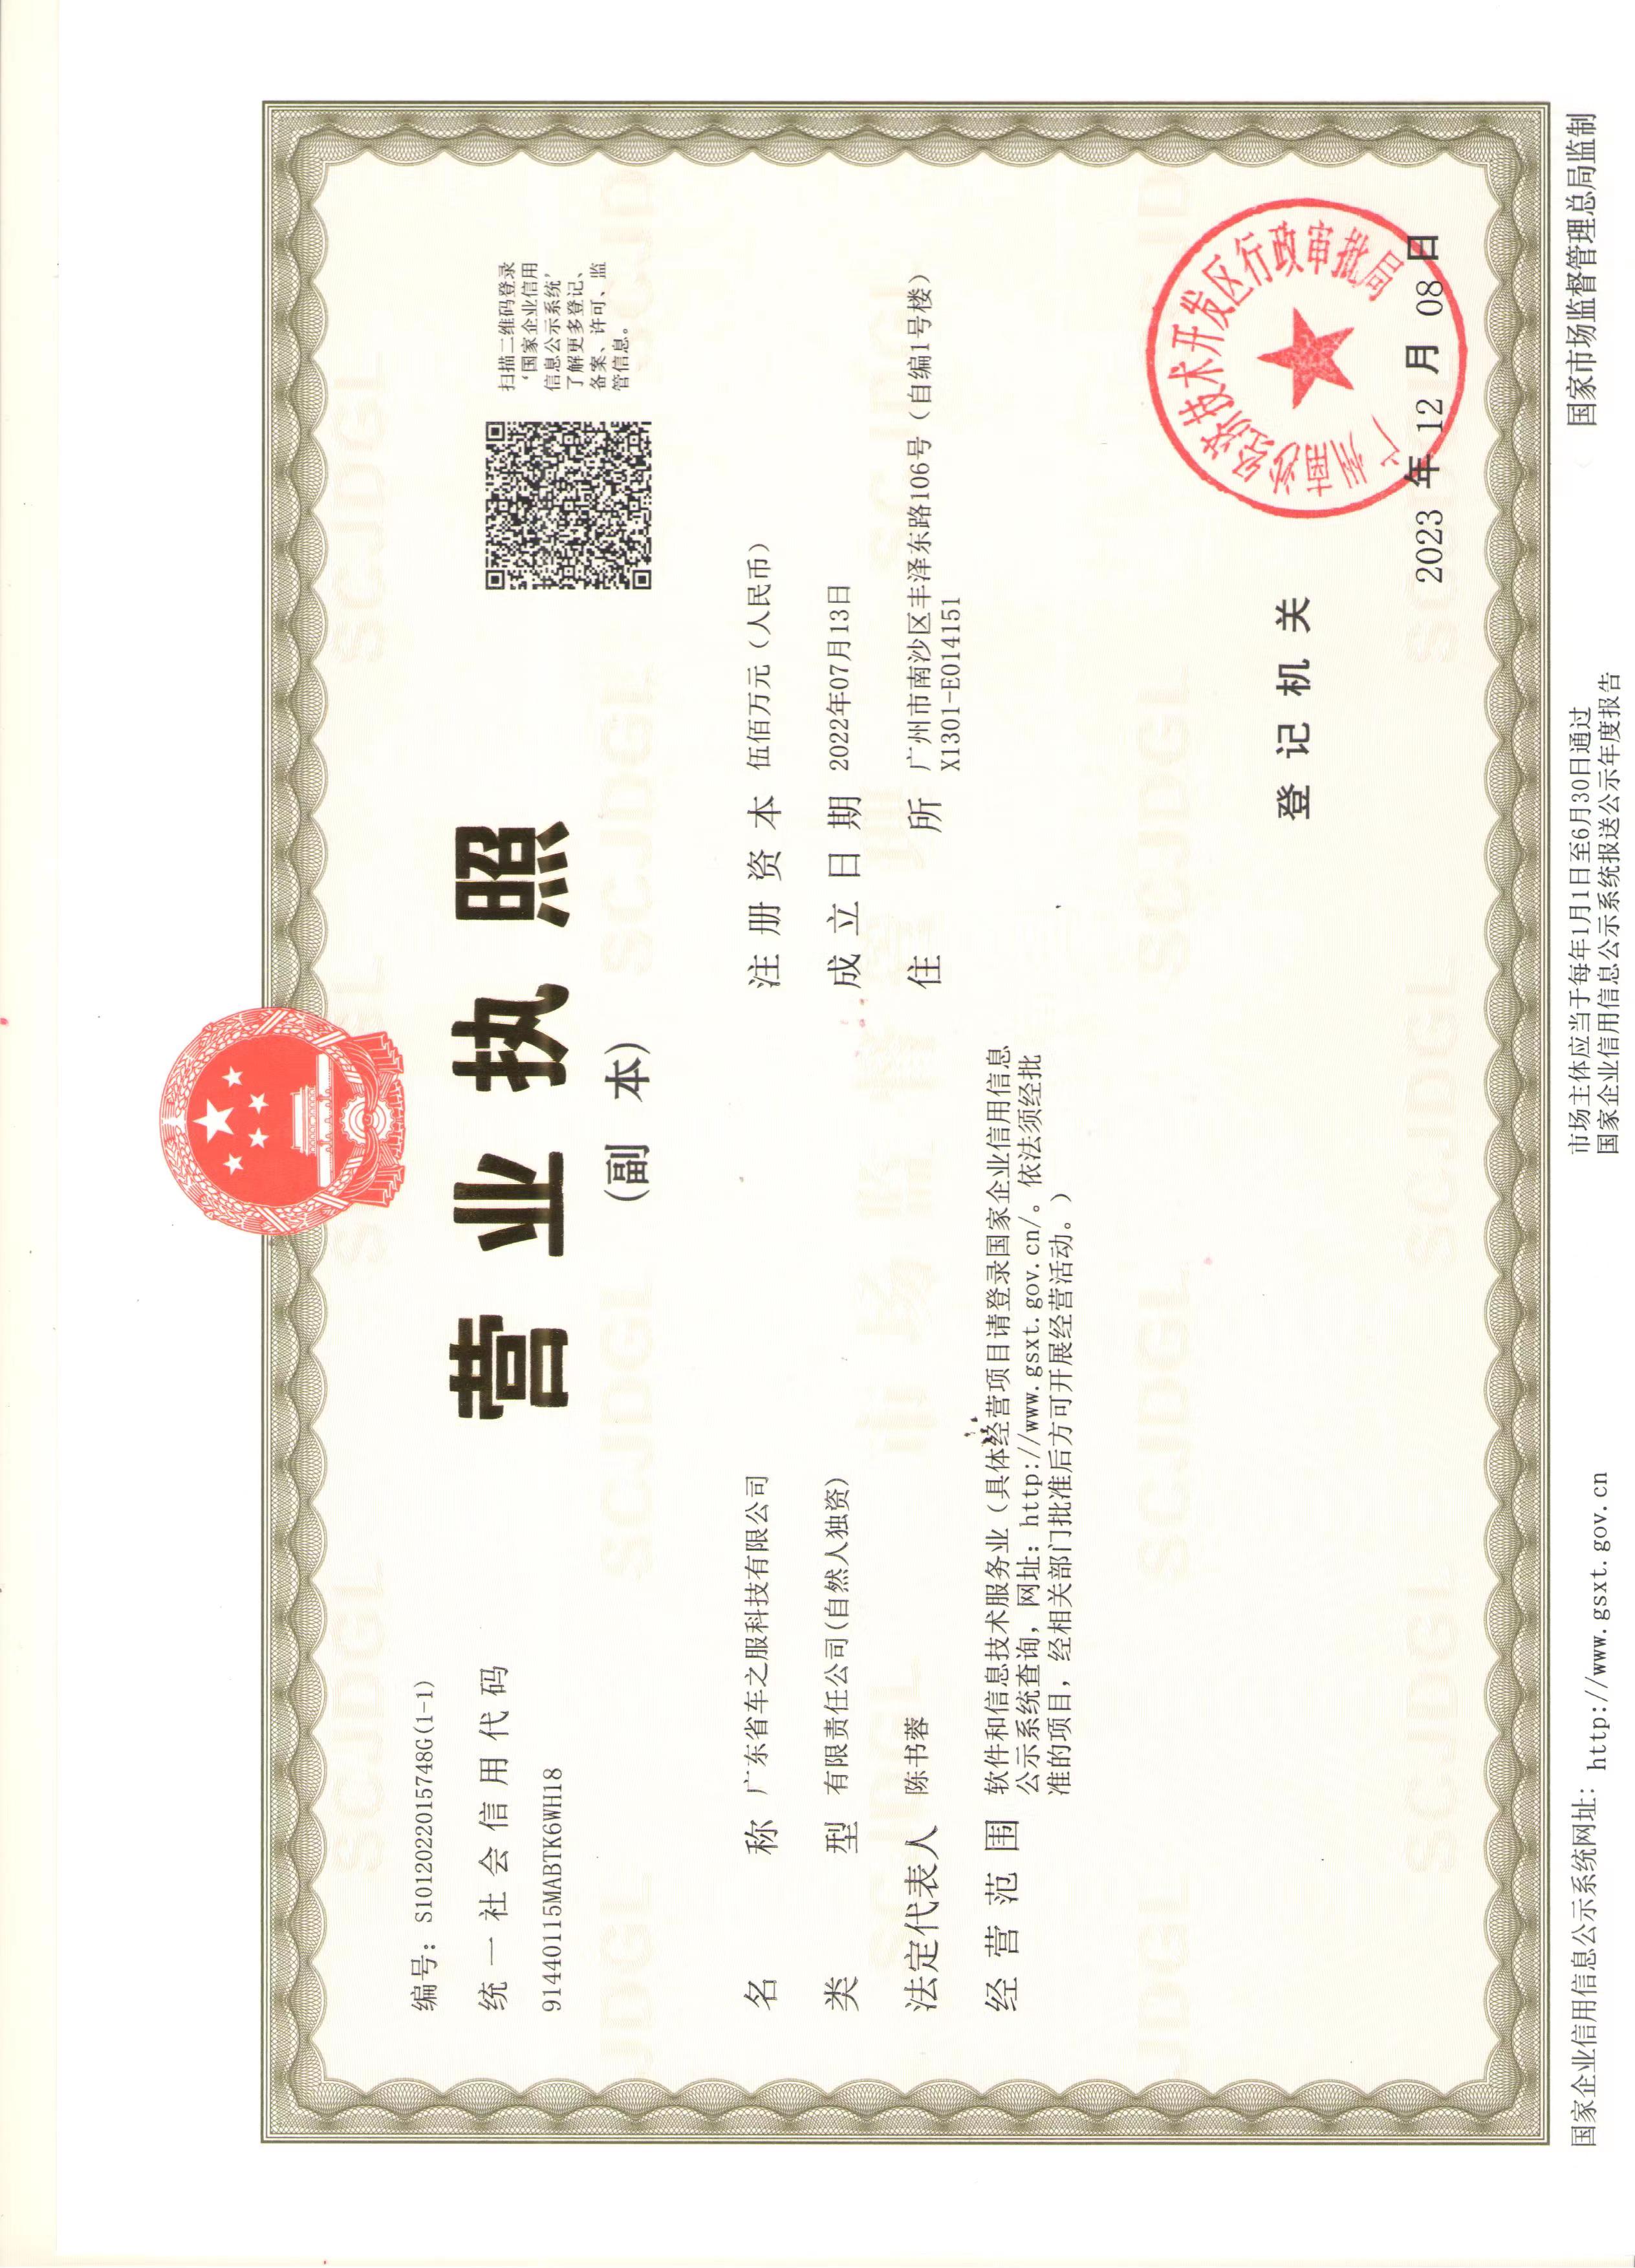 编号：S1012022015748G(1-1)
统一社会信用代码
91440115MABTK6WH18
营业执照
（副 本）
扫描二维码登录
‘国家企业信用
信息公示系统’
了解更多登记、
备案、许可、监
管信息。
名称 广东省车之服科技有限公司
类型 有限责任公司(自然人独资)
法定代表人 陈书蓉
经营范围 软件和信息技术服务业（具体经营项目请登录国家企业信用信息
公示系统查询，网址：http://www.gsxt.gov.cn/。依法须经批
准的项目，经相关部门批准后方可开展经营活动。）
注册资本 伍佰万元（人民币）
成立日期 2022年07月13日
住所 广州市南沙区丰泽东路106号（自编1号楼）
X1301-E014151
登记机关
广州南沙经济技术开发区行政审批局
2023 年 12 月 08 日
国家企业信用信息公示系统网址：http://www.gsxt.gov.cn
市场主体应当于每年1月1日至6月30日通过
国家企业信用信息公示系统报送公示年度报告
国家市场监督管理总局监制
SCJDGL
市场监督管理